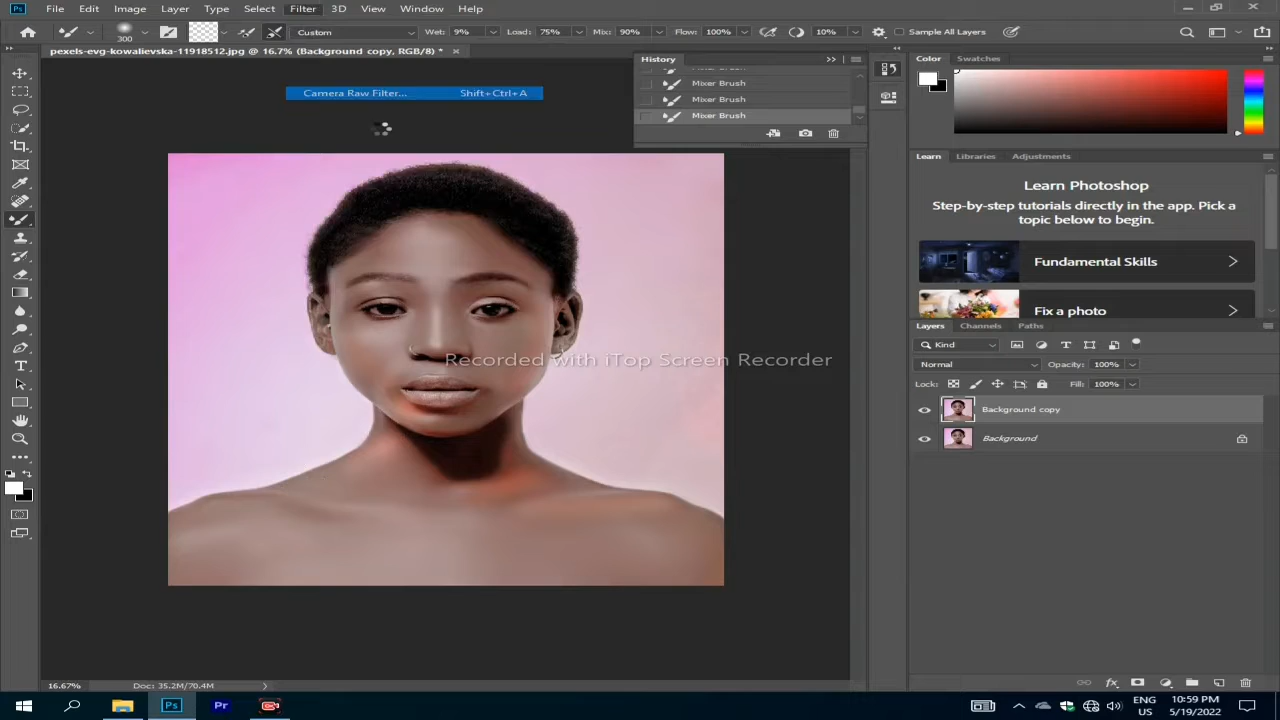 Ps File Edit Image Layer Type Select Filter 3D View Window Help
300 Custom Wet: 9% Load: 75% Mix: 90% Flow: 100% 10% Sample All Layers
pexels-evg-kowalievska-11918512.jpg @ 16.7% (Background copy, RGB/8) *
History
Mixer Brush
Mixer Brush
Mixer Brush
Mixer Brush
Camera Raw Filter... Shift+Ctrl+A
Color Swatches
Learn Libraries Adjustments
Learn Photoshop
Step-by-step tutorials directly in the app. Pick a
topic below to begin.
Fundamental Skills
Fix a photo
Layers Channels Paths
Kind
Normal Opacity: 100%
Lock: Fill: 100%
Background copy
Background
Recorded with iTop Screen Recorder
16.67% Doc: 35.2M/70.4M
Ps Pr
ENG
US
10:59 PM
5/19/2022